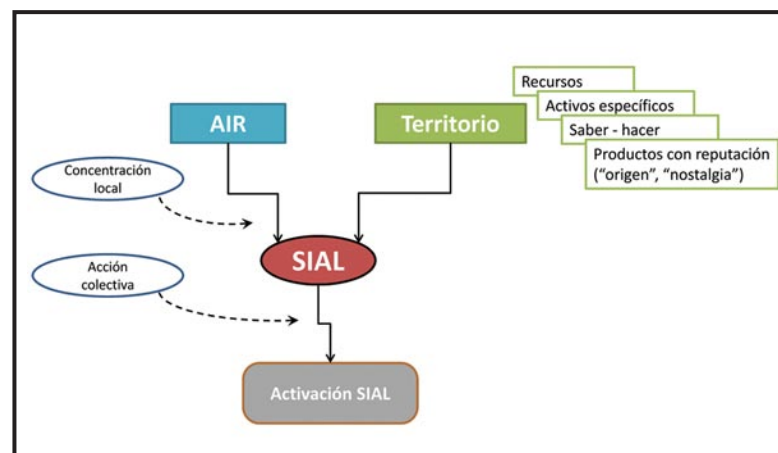 Recursos
Activos específicos
Saber - hacer
Productos con reputación
("origen", "nostalgia")
AIR
Territorio
Concentración
local
SIAL
Acción
colectiva
Activación SIAL